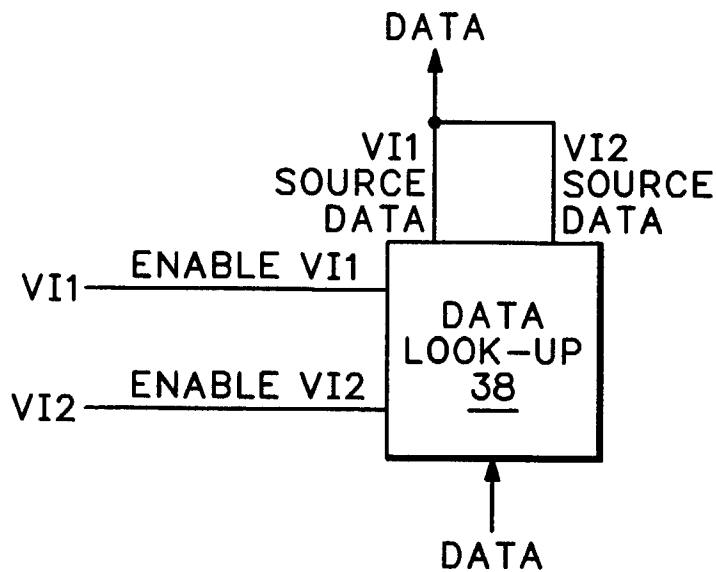 DATA
VI1
SOURCE
DATA
VI2
SOURCE
DATA
ENABLE VI1
VI1
ENABLE VI2
VI2
DATA
LOOK-UP
38
DATA